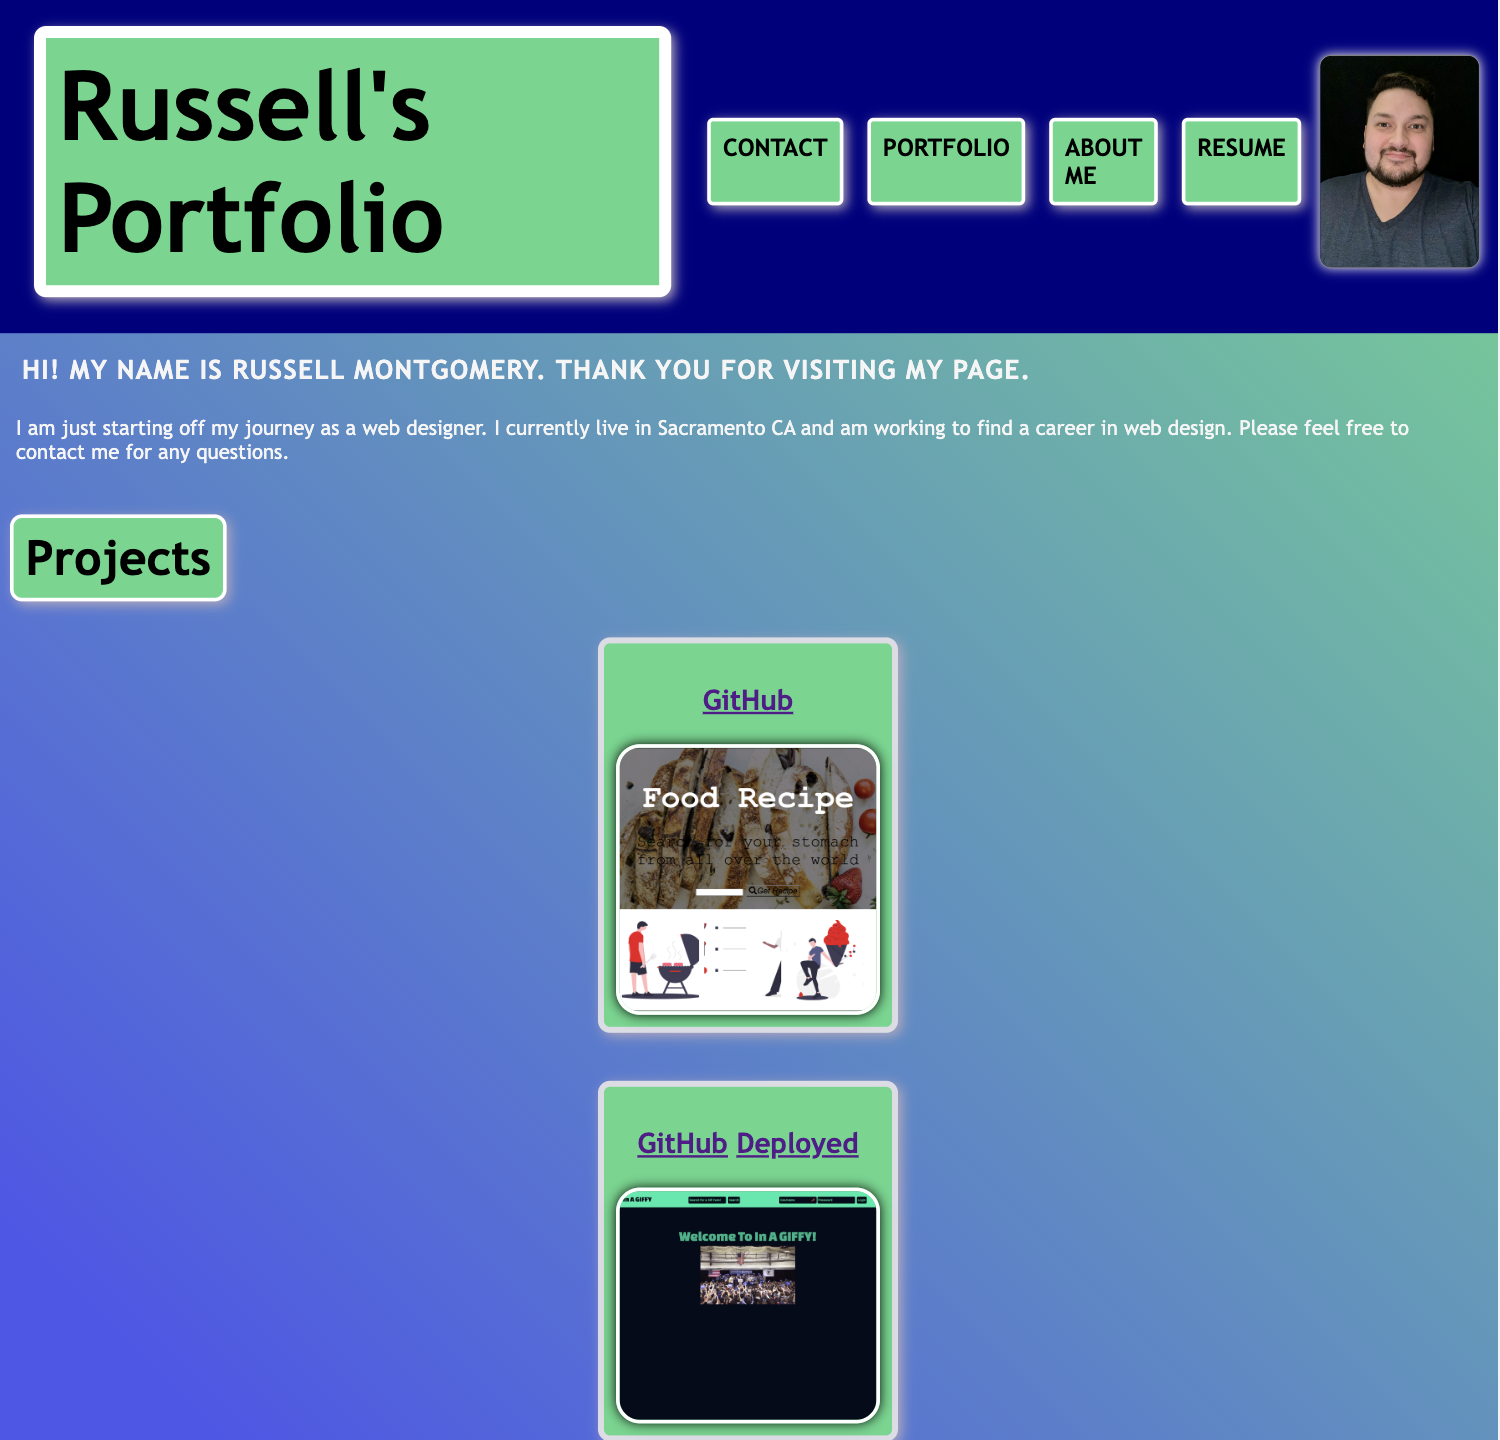 Russell's
Portfolio
CONTACT
PORTFOLIO
ABOUT
ME
RESUME
HI! MY NAME IS RUSSELL MONTGOMERY. THANK YOU FOR VISITING MY PAGE.
I am just starting off my journey as a web designer. I currently live in Sacramento CA and am working to find a career in web design. Please feel free to
contact me for any questions.
Projects
GitHub
Food Recipe
Search for your stomach
from all over the world
Get Recipe
GitHub Deployed
In A GIFFY
Search
Password
Login
Welcome To In A GIFFY!